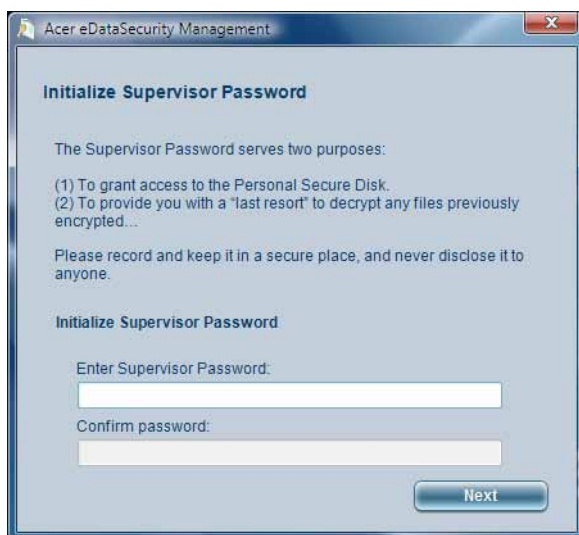 Acer eDataSecurity Management
Initialize Supervisor Password
The Supervisor Password serves two purposes:
(1) To grant access to the Personal Secure Disk.
(2) To provide you with a “last resort” to decrypt any files previously
encrypted...
Please record and keep it in a secure place, and never disclose it to
anyone.
Initialize Supervisor Password
Enter Supervisor Password:
Confirm password:
Next